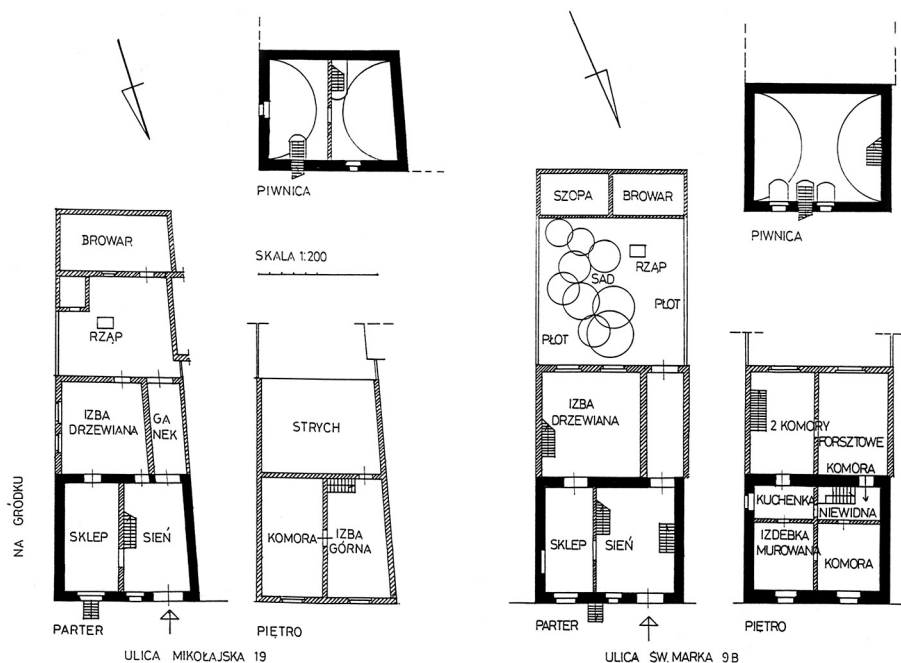 PIWNICA
SKALA 1:200
BROWAR
RZĄP
IZBA
DRZEWIANA
GA
NEK
SKLEP
SIEŃ
NA GRÓDKU
PARTER
STRYCH
KOMORA
IZBA
GÓRNA
PIĘTRO
ULICA MIKOŁAJSKA 19
PIWNICA
SZOPA
BROWAR
RZĄP
SAD
PŁOT
PŁOT
IZBA
DRZEWIANA
SKLEP
SIEŃ
PARTER
2 KOMORY
FORSZTOWE
KOMÓRA
KUCHENKA
NIEWIDNA
IZDEBKA
MUROWANA
KOMORA
PIĘTRO
ULICA ŚW. MARKA 9B